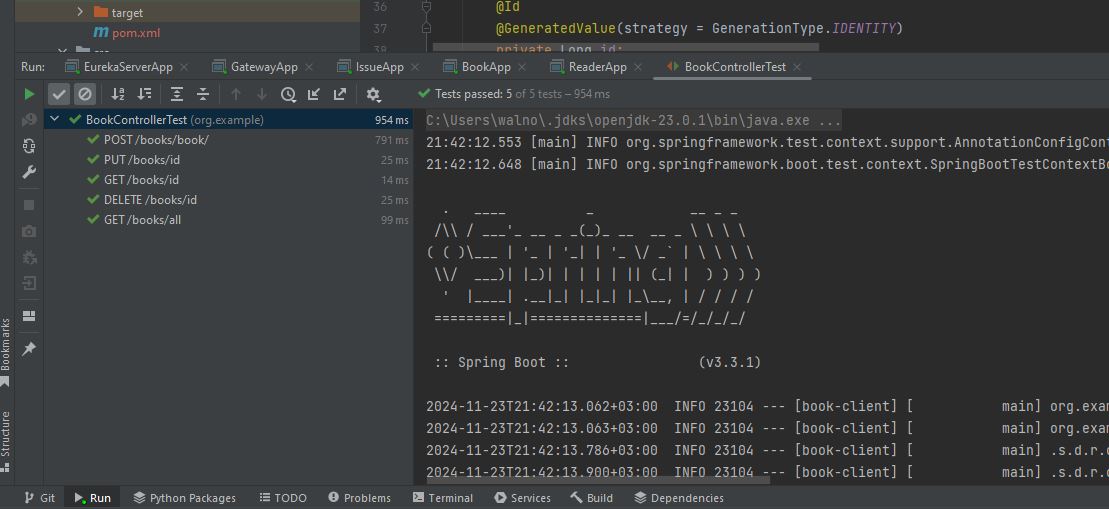 target
pom.xml
src
36 @Id
37 @GeneratedValue(strategy = GenerationType.IDENTITY)
38 private Long id;
Run: EurekaServerApp × GatewayApp × IssueApp × BookApp × ReaderApp × BookControllerTest ×
Tests passed: 5 of 5 tests – 954 ms
BookControllerTest (org.example) 954 ms
POST /books/book/ 791 ms
PUT /books/id 25 ms
GET /books/id 14 ms
DELETE /books/id 25 ms
GET /books/all 99 ms
C:\Users\walno\.jdks\openjdk-23.0.1\bin\java.exe ...
21:42:12.553 [main] INFO org.springframework.test.context.support.AnnotationConfigCont
21:42:12.648 [main] INFO org.springframework.boot.test.context.SpringBootTestContextBo
  .   ____          _            __ _ _
 /\\ / ___'_ __ _ _(_)_ __  __ _ \ \ \ \
( ( )\___ | '_ | '_| | '_ \/ _` | \ \ \ \
 \\/  ___)| |_)| | | | | || (_| |  ) ) ) )
  '  |____| .__|_| |_|_| |_\__, | / / / /
 =========|_|==============|___/=/_/_/_/
:: Spring Boot :: (v3.3.1)
2024-11-23T21:42:13.062+03:00 INFO 23104 --- [book-client] [ main] org.exa
2024-11-23T21:42:13.063+03:00 INFO 23104 --- [book-client] [ main] org.exa
2024-11-23T21:42:13.786+03:00 INFO 23104 --- [book-client] [ main] .s.d.r.c
2024-11-23T21:42:13.900+03:00 INFO 23104 --- [book-client] [ main] .s.d.r.c
Bookmarks
Structure
Git Run Python Packages TODO Problems Terminal Services Build Dependencies